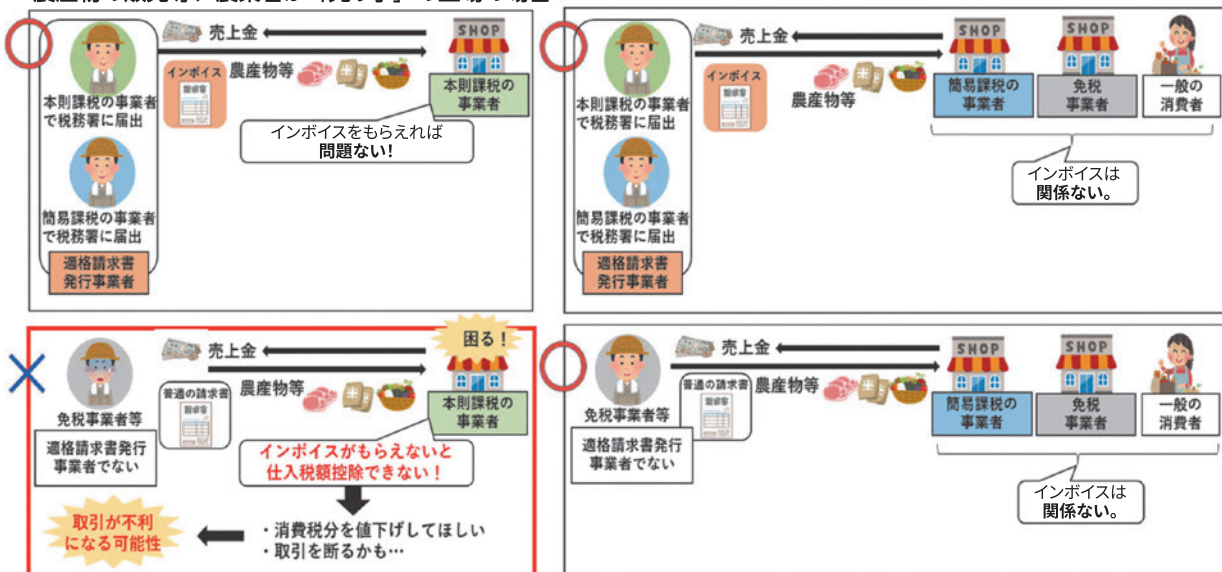 売上金
SHOP
インボイス
請求書
農産物等
本則課税の事業者
で税務署に届出
本則課税の
事業者
インボイスをもらえれば
問題ない！
簡易課税の事業者
で税務署に届出
適格請求書
発行事業者
売上金
SHOP
SHOP
インボイス
請求書
農産物等
本則課税の事業者
で税務署に届出
簡易課税の
事業者
免税
事業者
一般の
消費者
インボイスは
関係ない。
簡易課税の事業者
で税務署に届出
適格請求書
発行事業者
困る！
売上金
普通の請求書
請求書
農産物等
免税事業者等
本則課税の
事業者
適格請求書発行
事業者でない
インボイスがもらえないと
仕入税額控除できない！
取引が不利
になる可能性
・消費税分を値下げしてほしい
・取引を断るかも…
売上金
SHOP
SHOP
普通の請求書
請求書
農産物等
免税事業者等
簡易課税の
事業者
免税
事業者
一般の
消費者
適格請求書発行
事業者でない
インボイスは
関係ない。